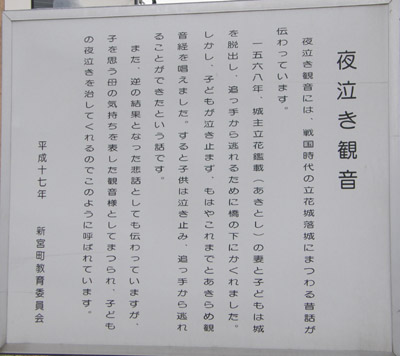 夜泣き観音
夜泣き観音には、戦国時代の立花城落城にまつわる昔話が
伝わっています。
一五六八年、城主立花鑑載（あきとし）の妻と子どもは城
を脱出し、追っ手から逃れるために橋の下にかくれました。
しかし、子どもが泣き止まず、もはやこれまでとあきらめ観
音経を唱えました。すると子供は泣き止み、追っ手から逃れ
ることができたという話です。
また、逆の結果となった悲話としても伝わっていますが、
子を思う母の気持ちを表した観音様としてまつられ、子ども
の夜泣きを治してくれるのでこのように呼ばれています。
平成十七年　新宮町教育委員会